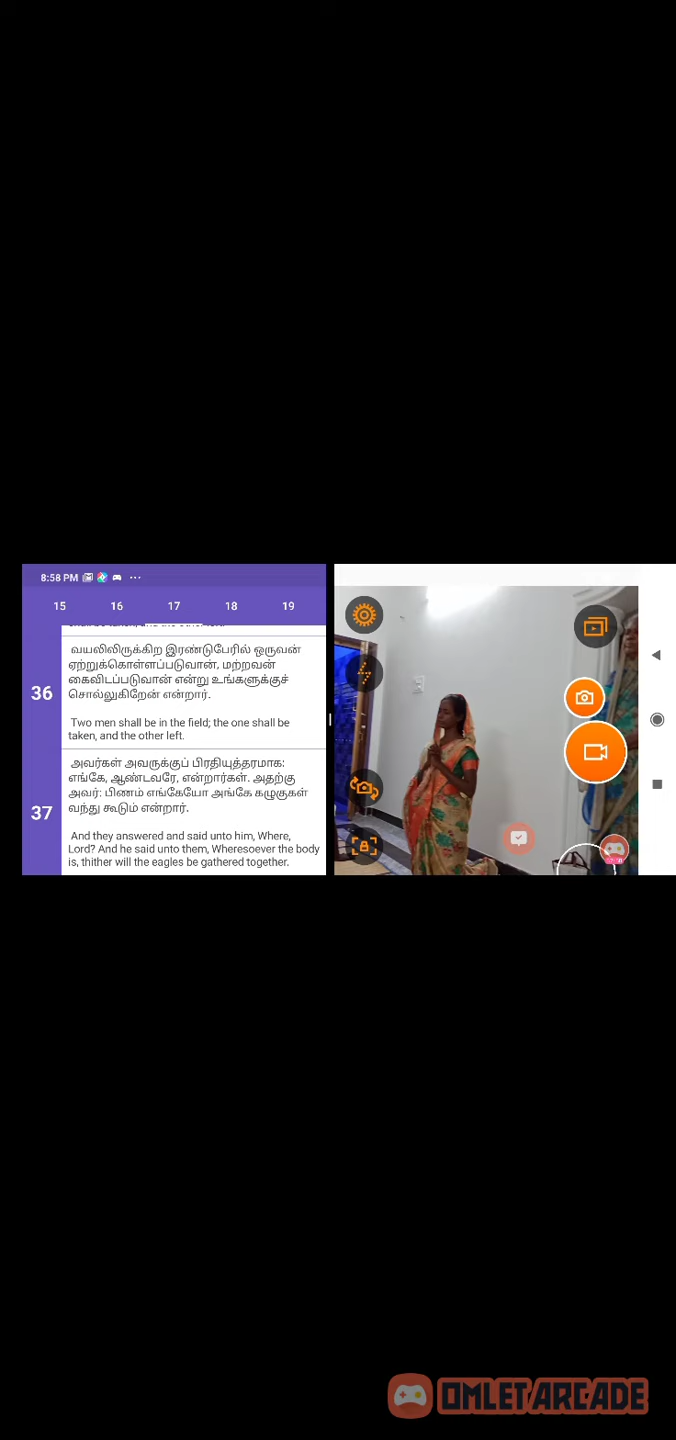 8:58 PM
15 16 17 18 19
36
வயலிலிருக்கிற இரண்டுபேரில் ஒருவன்
ஏற்றுக்கொள்ளப்படுவான், மற்றவன்
கைவிடப்படுவான் என்று உங்களுக்குச்
சொல்லுகிறேன் என்றார்.
Two men shall be in the field; the one shall be
taken, and the other left.
37
அவர்கள் அவருக்குப் பிரதியுத்தரமாக:
எங்கே, ஆண்டவரே, என்றார்கள். அதற்கு
அவர்: பிணம் எங்கேயோ அங்கே கழுகுகள்
வந்து கூடும் என்றார்.
And they answered and said unto him, Where,
Lord? And he said unto them, Wheresoever the body
is, thither will the eagles be gathered together.
OMLET ARCADE